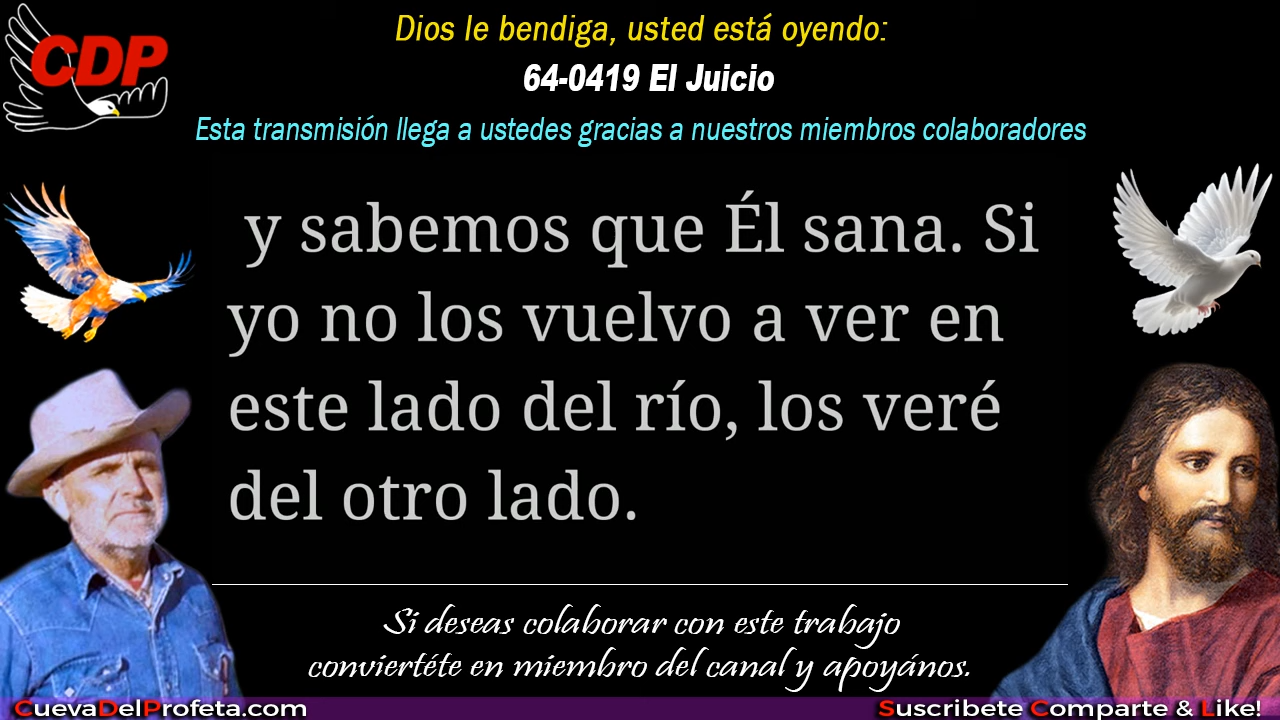 CDP
Dios le bendiga, usted está oyendo:
64-0419 El Juicio
Esta transmisión llega a ustedes gracias a nuestros miembros colaboradores
y sabemos que Él sana. Si
yo no los vuelvo a ver en
este lado del río, los veré
del otro lado.
Si deseas colaborar con este trabajo
conviertéte en miembro del canal y apoyános.
CuevaDelProfeta.com
Suscribete Comparte & Like!